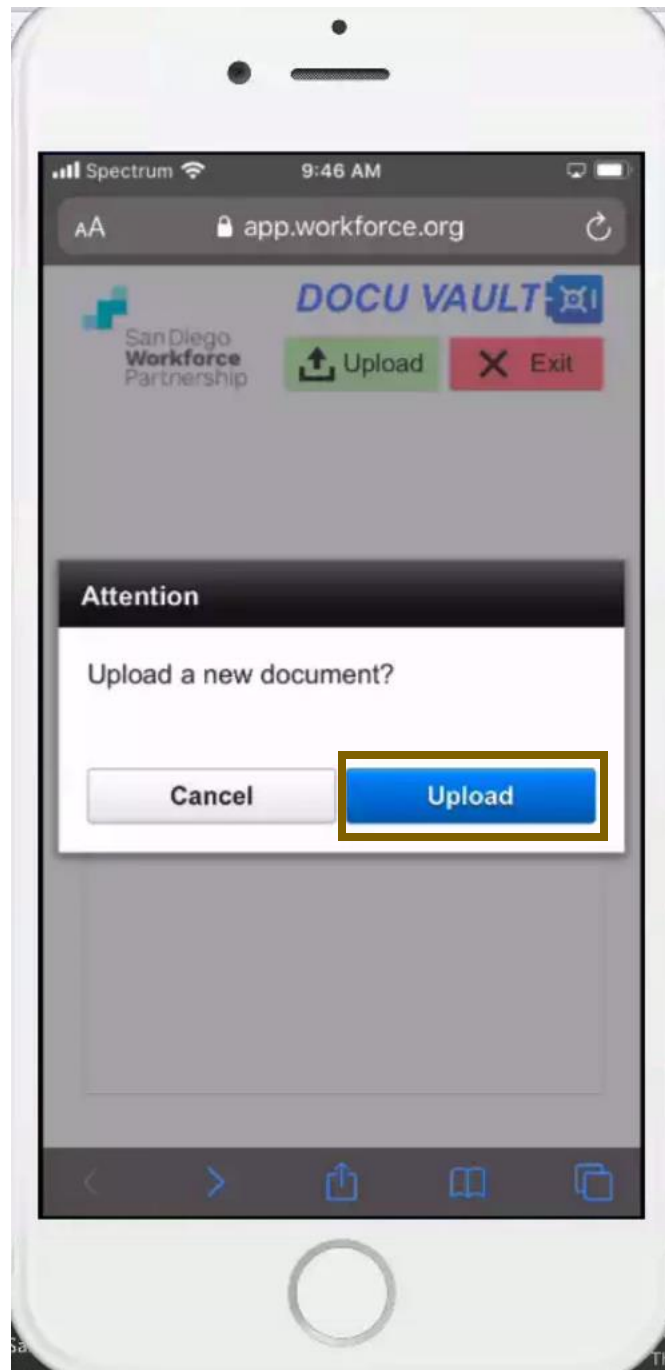 Spectrum 9:46 AM
AA app.workforce.org
DOCU VAULT
San Diego
Workforce
Partnership
Upload Exit
Attention
Upload a new document?
Cancel Upload